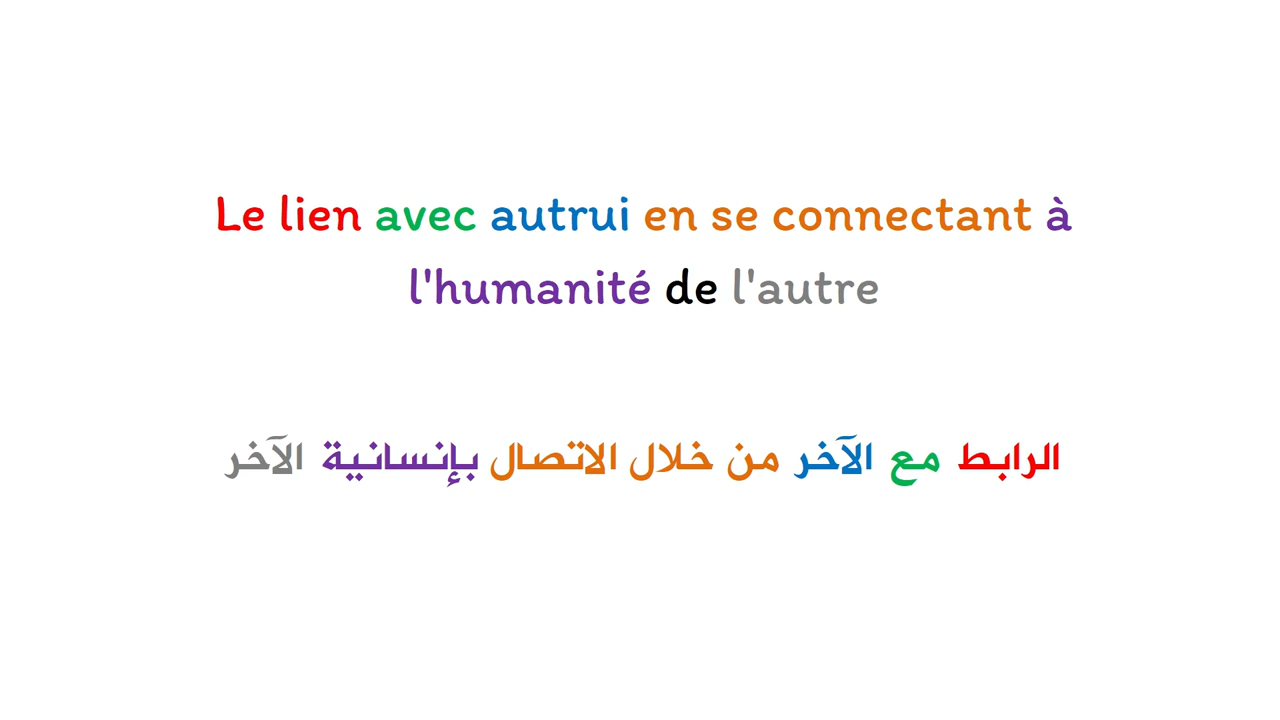 Le lien avec autrui en se connectant à
l'humanité de l'autre
الرابط مع الآخر من خلال الاتصال بإنسانية الآخر